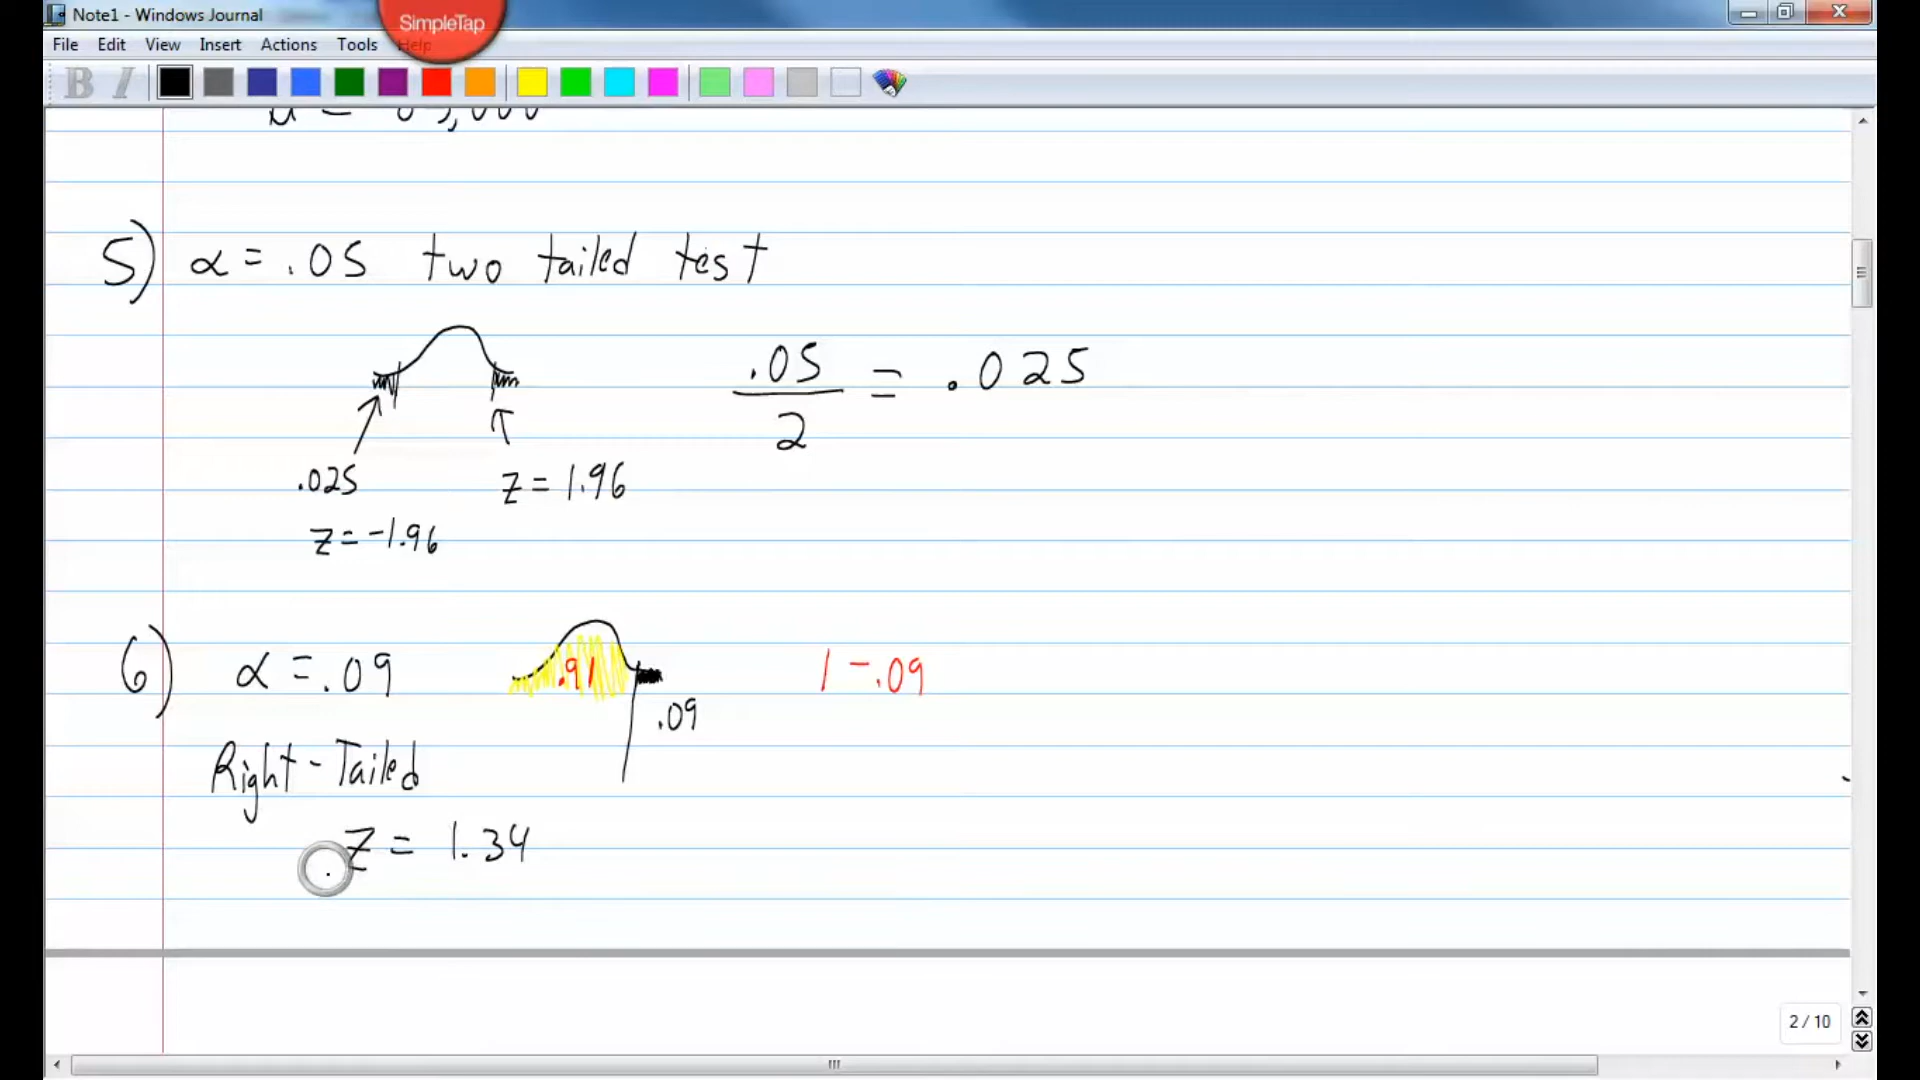 Note1 - Windows Journal
SimpleTap
File Edit View Insert Actions Tools Help
B I
5) α = .05 two tailed test
.05
2
= .025
.025
z = 1.96
z = -1.96
6) α = .09
.91
1 - .09
.09
Right - Tailed
z = 1.34
2 / 10